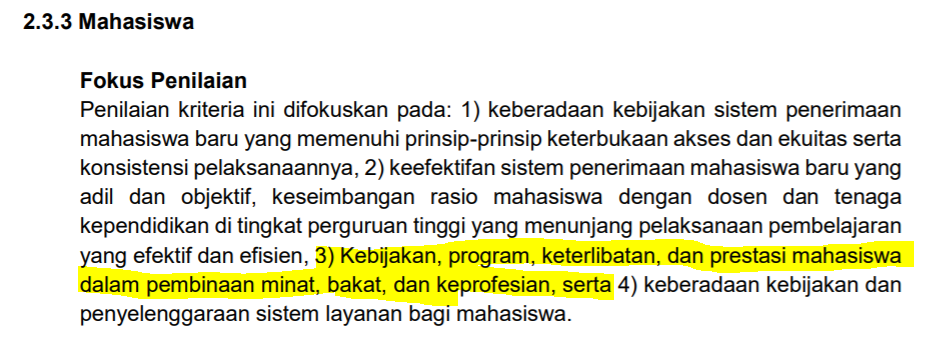 2.3.3 Mahasiswa
Fokus Penilaian
Penilaian kriteria ini difokuskan pada: 1) keberadaan kebijakan sistem penerimaan
mahasiswa baru yang memenuhi prinsip-prinsip keterbukaan akses dan ekuitas serta
konsistensi pelaksanaannya, 2) keefektifan sistem penerimaan mahasiswa baru yang
adil dan objektif, keseimbangan rasio mahasiswa dengan dosen dan tenaga
kependidikan di tingkat perguruan tinggi yang menunjang pelaksanaan pembelajaran
yang efektif dan efisien, 3) Kebijakan, program, keterlibatan, dan prestasi mahasiswa
dalam pembinaan minat, bakat, dan keprofesian, serta 4) keberadaan kebijakan dan
penyelenggaraan sistem layanan bagi mahasiswa.